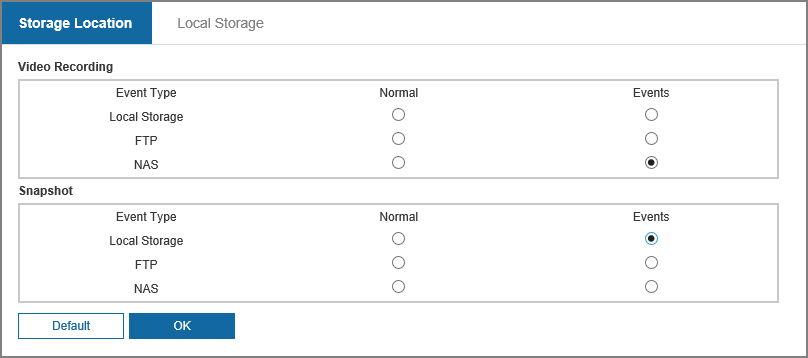 Storage Location Local Storage
Video Recording
Event Type Normal Events
Local Storage
FTP
NAS
Snapshot
Event Type Normal Events
Local Storage
FTP
NAS
Default OK